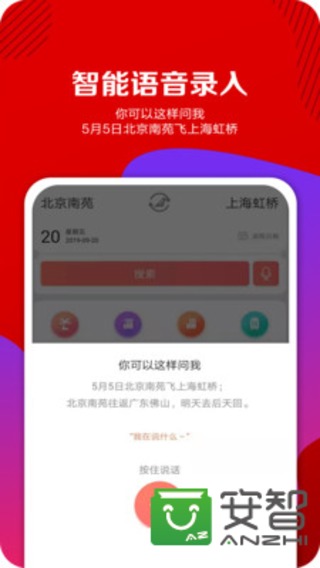 智能语音录入
你可以这样问我
5月5日北京南苑飞上海虹桥
北京南苑
上海虹桥
20
2019-09-20
搜索
你可以这样问我
5月5日北京南苑飞上海虹桥;
北京南苑往返广东佛山，明天去后天回。
“我在说什么~”
按住说话
AZ
安智
ANZHI